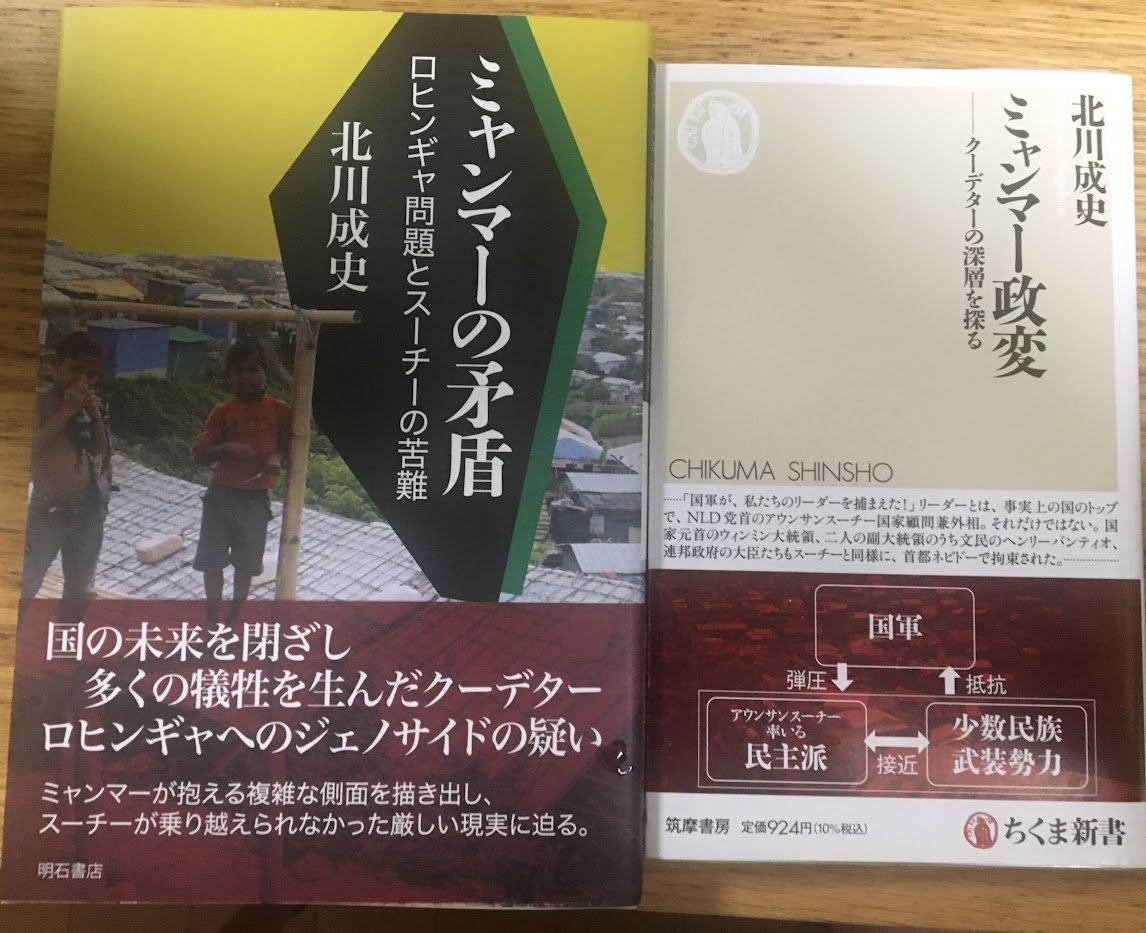 ミャンマーの矛盾
ロヒンギャ問題とスーチーの苦難
北川成史
国の未来を閉ざし
多くの犠牲を生んだクーデター
ロヒンギャへのジェノサイドの疑い
ミャンマーが抱える複雑な側面を描き出し、
スーチーが乗り越えられなかった厳しい現実に迫る。
明石書店
北川成史
ミャンマー政変
──クーデターの深層を探る
CHIKUMA SHINSHO
┈┈「国軍が、私たちのリーダーを捕まえた!」リーダーとは、事実上の国のトップ
で、NLD党首のアウンサンスーチー国家顧問兼外相。それだけではない。国
家元首のウィンミン大統領、二人の副大統領のうち文民のヘンリーバンティオ、
連邦政府の大臣たちもスーチーと同様に、首都ネピドーで拘束された。┈┈
国軍
弾圧
抵抗
アウンサンスーチー
率いる
民主派
接近
少数民族
武装勢力
筑摩書房 定価924円(10%税込)
ちくま新書